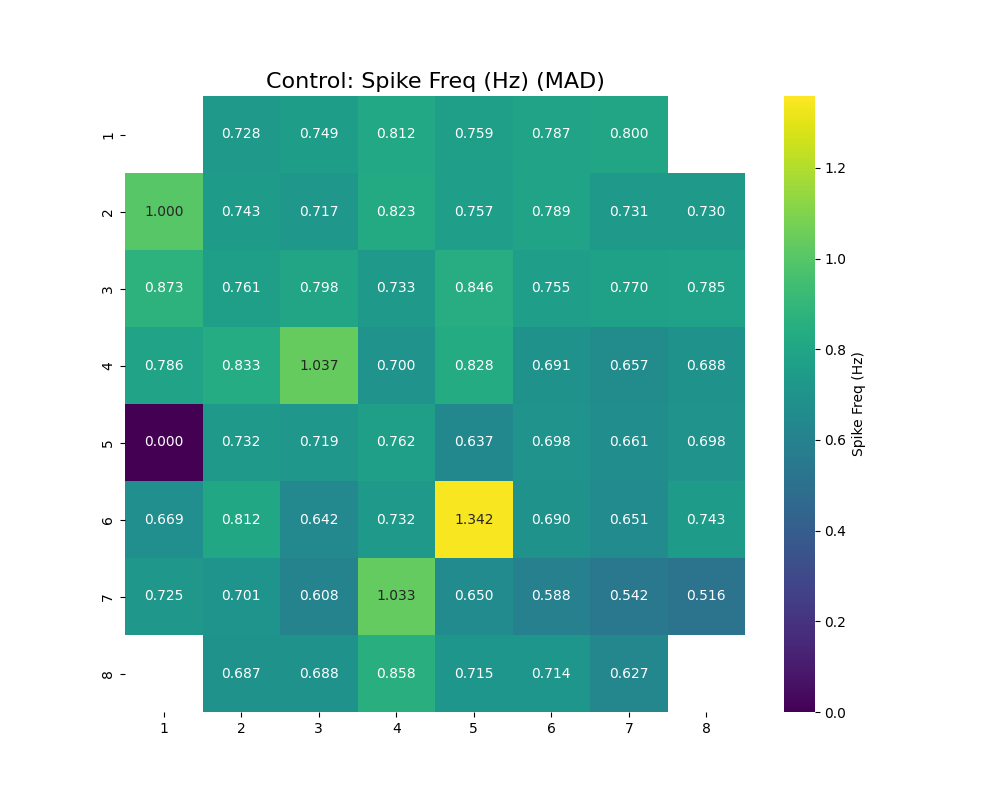 Control: Spike Freq (Hz) (MAD)
1 0.728 0.749 0.812 0.759 0.787 0.800
2 1.000 0.743 0.717 0.823 0.757 0.789 0.731 0.730
3 0.873 0.761 0.798 0.733 0.846 0.755 0.770 0.785
4 0.786 0.833 1.037 0.700 0.828 0.691 0.657 0.688
5 0.000 0.732 0.719 0.762 0.637 0.698 0.661 0.698
6 0.669 0.812 0.642 0.732 1.342 0.690 0.651 0.743
7 0.725 0.701 0.608 1.033 0.650 0.588 0.542 0.516
8 0.687 0.688 0.858 0.715 0.714 0.627
1 2 3 4 5 6 7 8
1.2
1.0
0.8
0.6
0.4
0.2
0.0
Spike Freq (Hz)